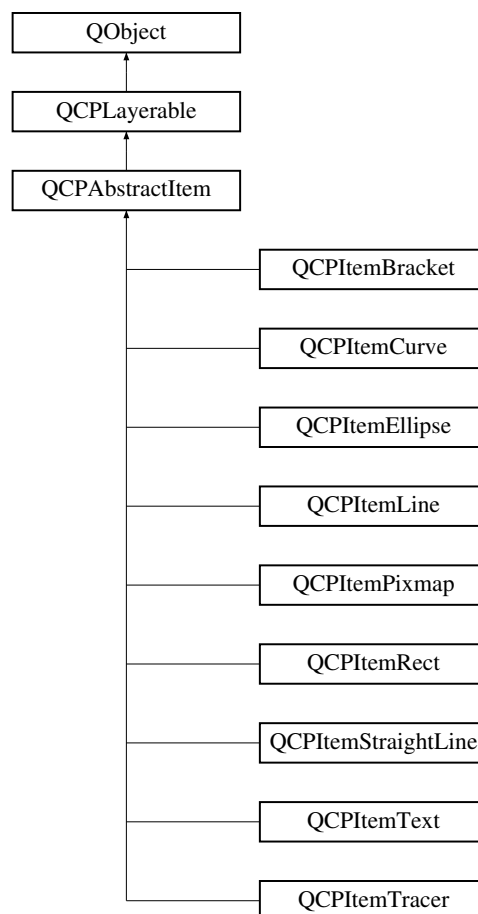 QObject
QCPLayerable
QCPAbstractItem
QCPItemBracket
QCPItemCurve
QCPItemEllipse
QCPItemLine
QCPItemPixmap
QCPItemRect
QCPItemStraightLine
QCPItemText
QCPItemTracer